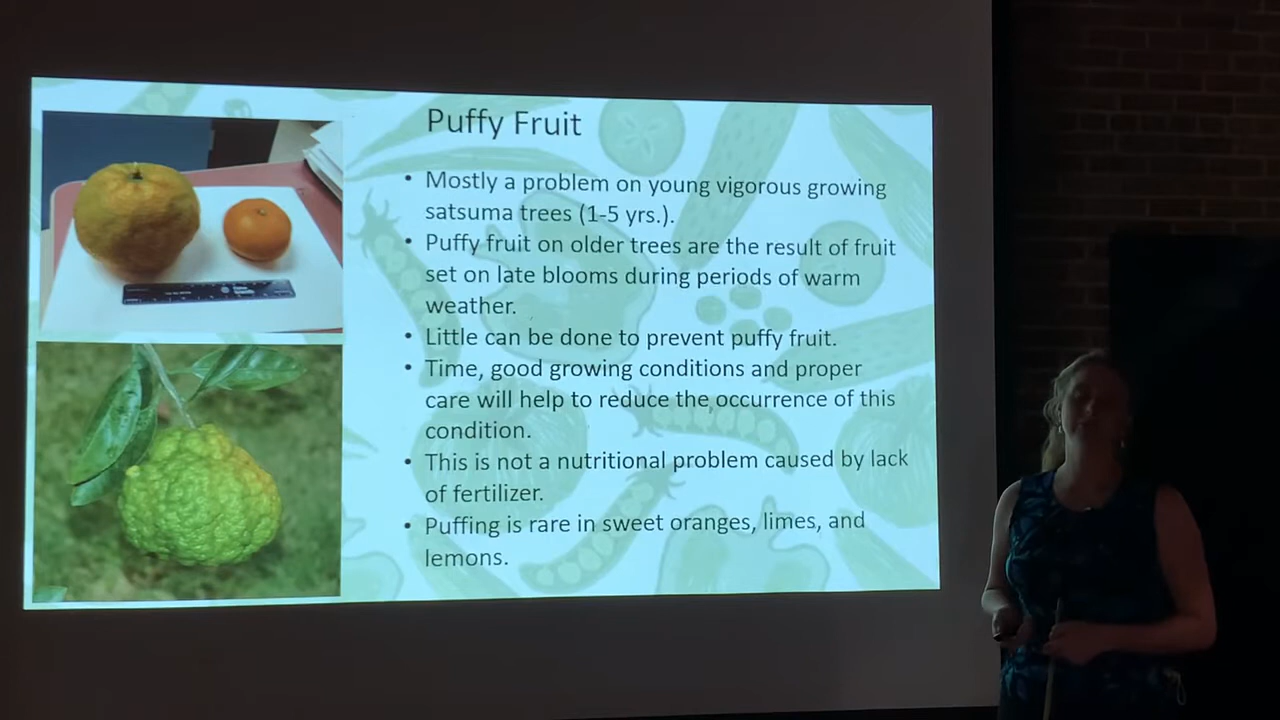 Puffy Fruit
• Mostly a problem on young vigorous growing
satsuma trees (1-5 yrs.).
• Puffy fruit on older trees are the result of fruit
set on late blooms during periods of warm
weather.
• Little can be done to prevent puffy fruit.
• Time, good growing conditions and proper
care will help to reduce the occurrence of this
condition.
• This is not a nutritional problem caused by lack
of fertilizer.
• Puffing is rare in sweet oranges, limes, and
lemons.